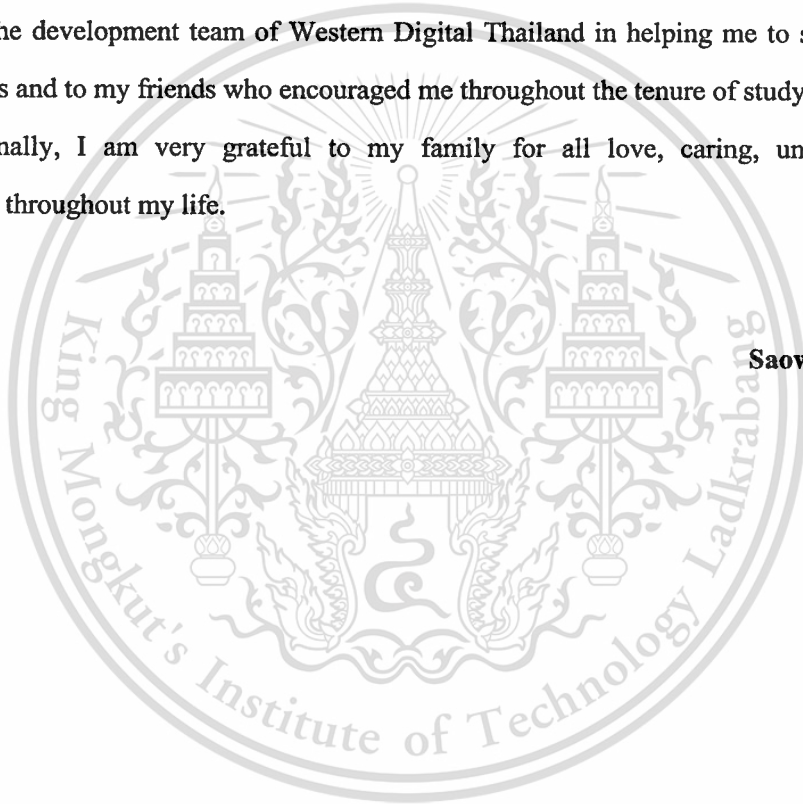 he development team of Western Digital Thailand in helping me to s
s and to my friends who encouraged me throughout the tenure of study
nally, I am very grateful to my family for all love, caring, un
throughout my life.
Saov
King Mongkut's Institute of Technology Ladkrabang